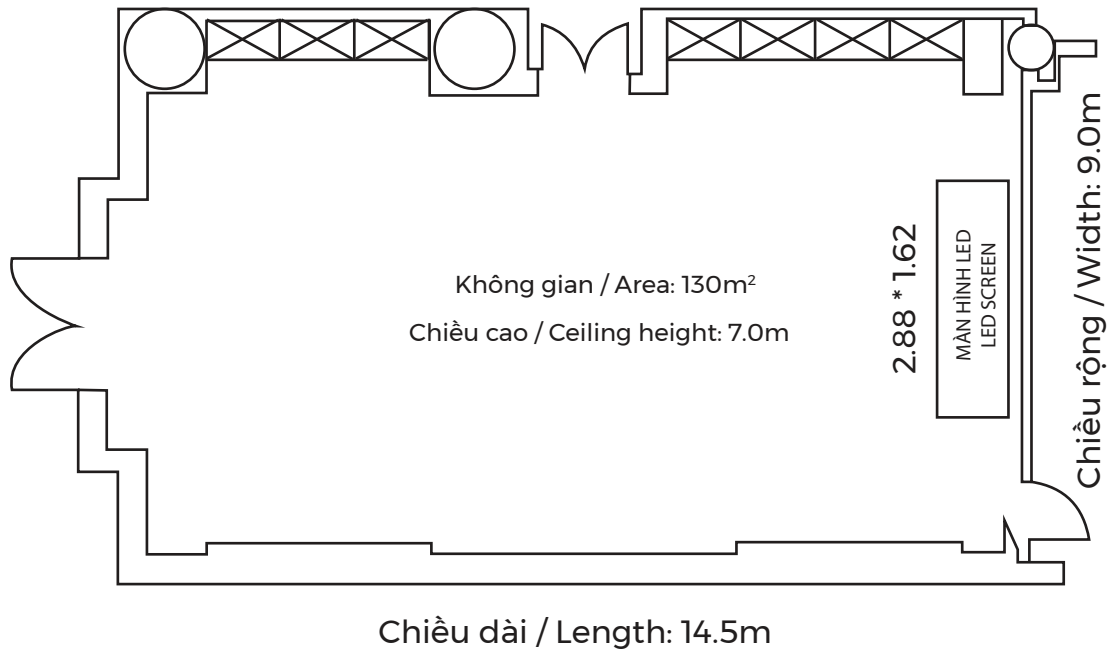 Không gian / Area: 130m²
Chiều cao / Ceiling height: 7.0m
2.88 * 1.62
MÀN HÌNH LED
LED SCREEN
Chiều rộng / Width: 9.0m
Chiều dài / Length: 14.5m